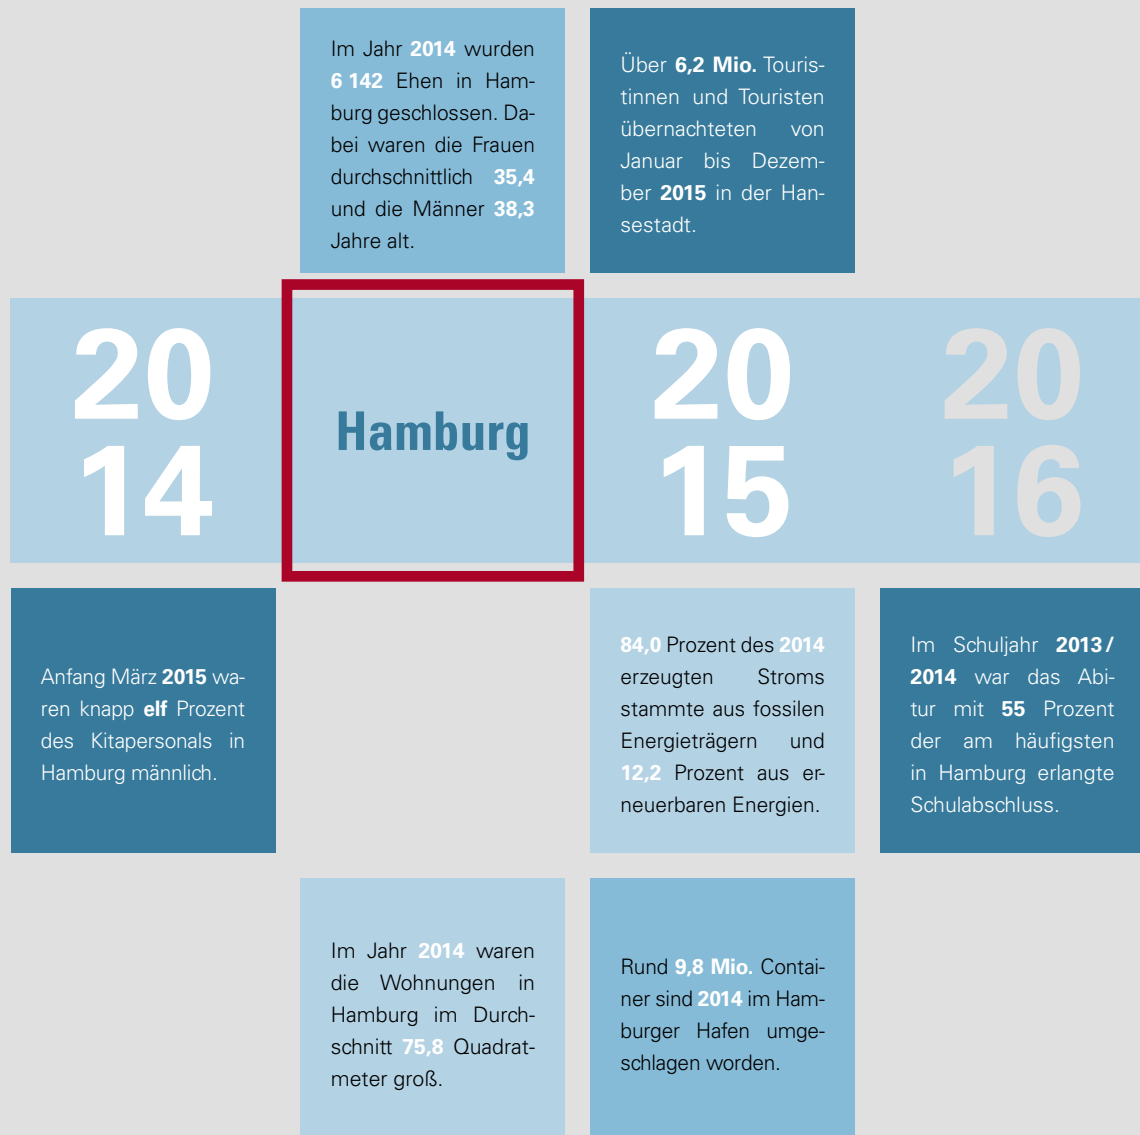 Im Jahr 2014 wurden
6 142 Ehen in Ham-
burg geschlossen. Da-
bei waren die Frauen
durchschnittlich 35,4
und die Männer 38,3
Jahre alt.
Über 6,2 Mio. Touris-
tinnen und Touristen
übernachteten von
Januar bis Dezem-
ber 2015 in der Han-
sestadt.
20
14
Hamburg
20
15
20
16
Anfang März 2015 wa-
ren knapp elf Prozent
des Kitapersonals in
Hamburg männlich.
84,0 Prozent des 2014
erzeugten Stroms
stammte aus fossilen
Energieträgern und
12,2 Prozent aus er-
neuerbaren Energien.
Im Schuljahr 2013/
2014 war das Abi-
tur mit 55 Prozent
der am häufigsten
in Hamburg erlangte
Schulabschluss.
Im Jahr 2014 waren
die Wohnungen in
Hamburg im Durch-
schnitt 75,8 Quadrat-
meter groß.
Rund 9,8 Mio. Contai-
ner sind 2014 im Ham-
burger Hafen umge-
schlagen worden.